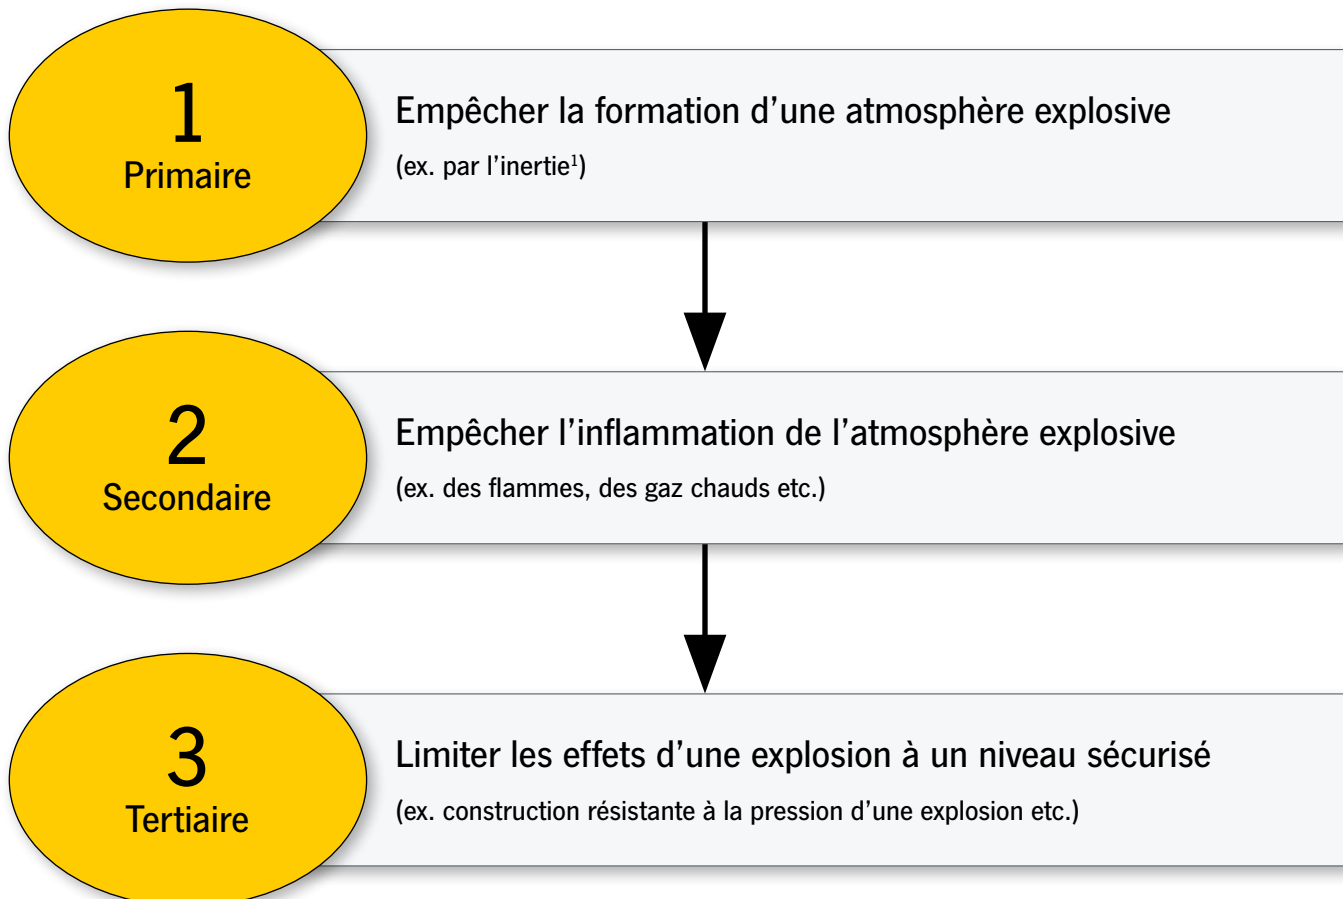 1
Primaire
Empêcher la formation d’une atmosphère explosive
(ex. par l’inertie¹)
2
Secondaire
Empêcher l’inflammation de l’atmosphère explosive
(ex. des flammes, des gaz chauds etc.)
3
Tertiaire
Limiter les effets d’une explosion à un niveau sécurisé
(ex. construction résistante à la pression d’une explosion etc.)